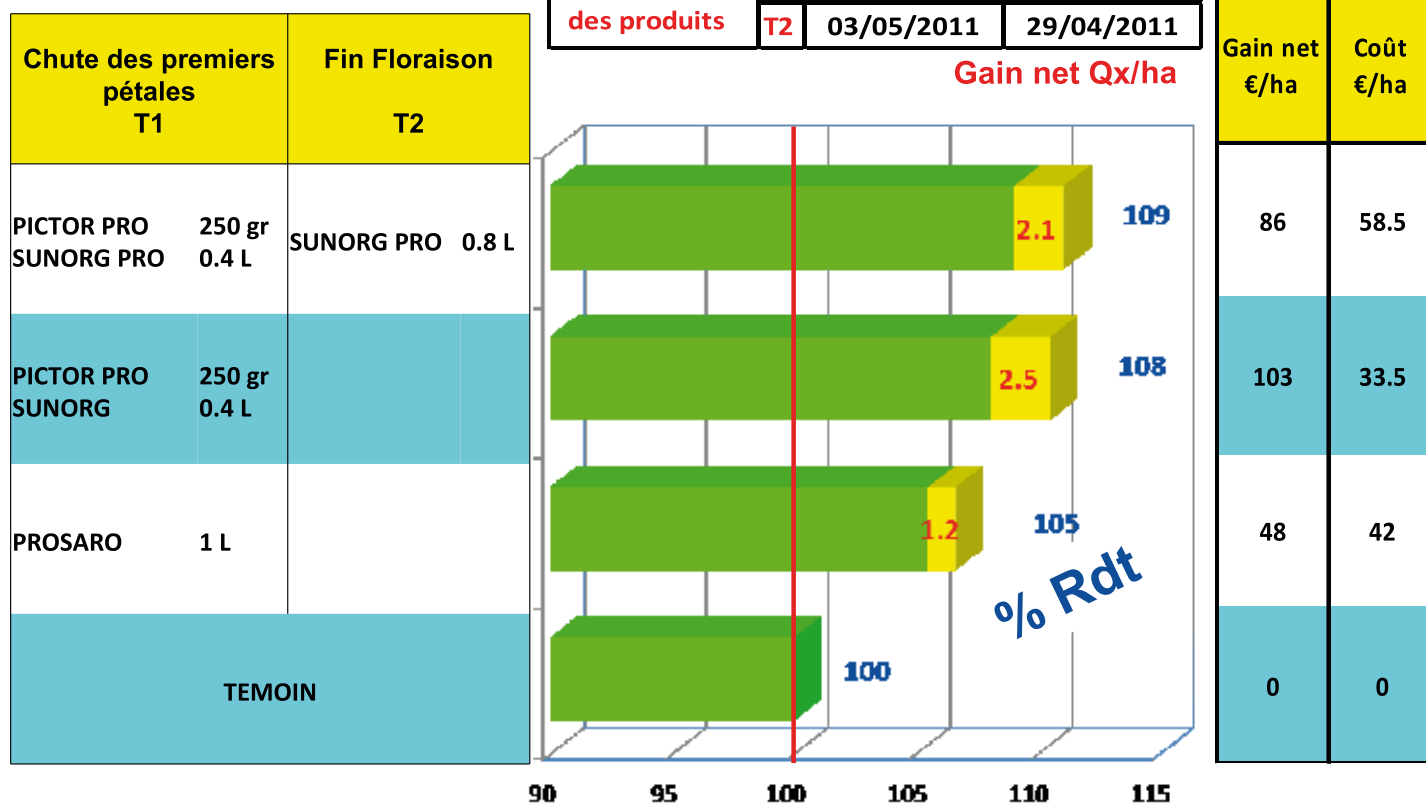 des produits T2 03/05/2011 29/04/2011
Chute des premiers pétales T1
Fin Floraison T2
Gain net Qx/ha
Gain net €/ha
Coût €/ha
PICTOR PRO 250 gr
SUNORG PRO 0.4 L
SUNORG PRO 0.8 L
2.1
109
86
58.5
PICTOR PRO 250 gr
SUNORG 0.4 L
2.5
108
103
33.5
PROSARO 1 L
1.2
105
48
42
% Rdt
TEMOIN
100
0
0
90 95 100 105 110 115